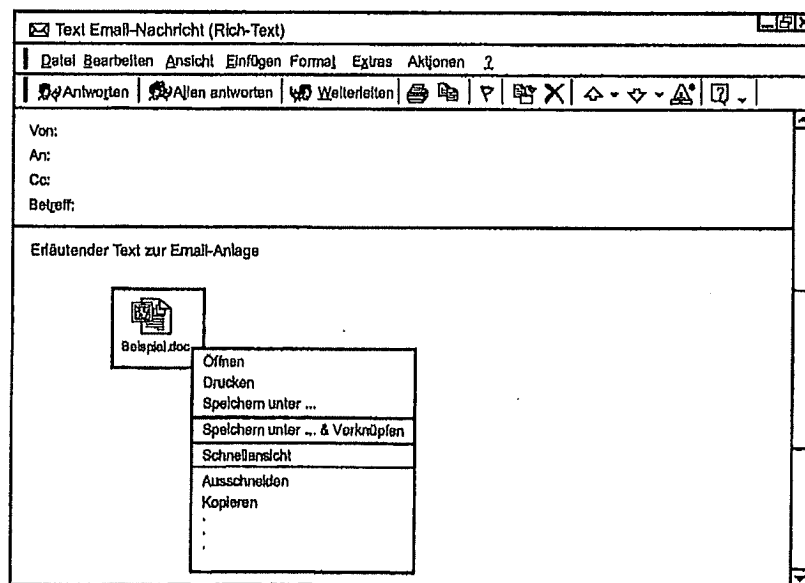 Text Email-Nachricht (Rich-Text)
Datei Bearbeiten Ansicht Einfügen Format Extras Aktionen ?
Antworten Allen antworten Weiterleiten
Von:
An:
Cc:
Betreff:
Erläutender Text zur Email-Anlage
Beispiel.doc
Öffnen
Drucken
Speichern unter ...
Speichern unter ... & Verknüpfen
Schnellansicht
Ausschneiden
Kopieren